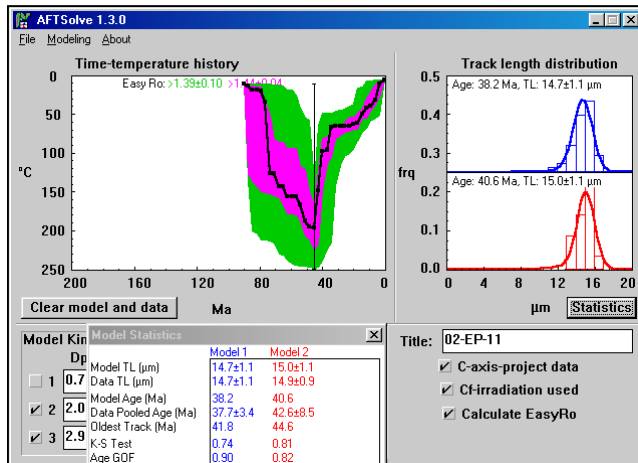 AFTSolve 1.3.0
File Modeling About
Time-temperature history
Track length distribution
Easy Ro: >1.39±0.10
Age: 38.2 Ma, TL: 14.7±1.1 µm
Age: 40.6 Ma, TL: 15.0±1.1 µm
0
50
100
150
200
250
°C
200 160 120 80 40 0
Ma
0.5
0.4
0.3
0.2
0.1
0.0
frq
0 4 8 12 16 20
µm
Clear model and data
Statistics
Model Kin
Dp
1 0.7
2 2.0
3 2.9
Model Statistics
Model 1 Model 2
Model TL (µm) 14.7±1.1 15.0±1.1
Data TL (µm) 14.7±1.1 14.9±0.9
Model Age (Ma) 38.2 40.6
Data Pooled Age (Ma) 37.7±3.4 42.6±8.5
Oldest Track (Ma) 41.8 44.6
K-S Test 0.74 0.81
Age GOF 0.90 0.82
Title: 02-EP-11
C-axis-project data
Cf-irradiation used
Calculate EasyRo